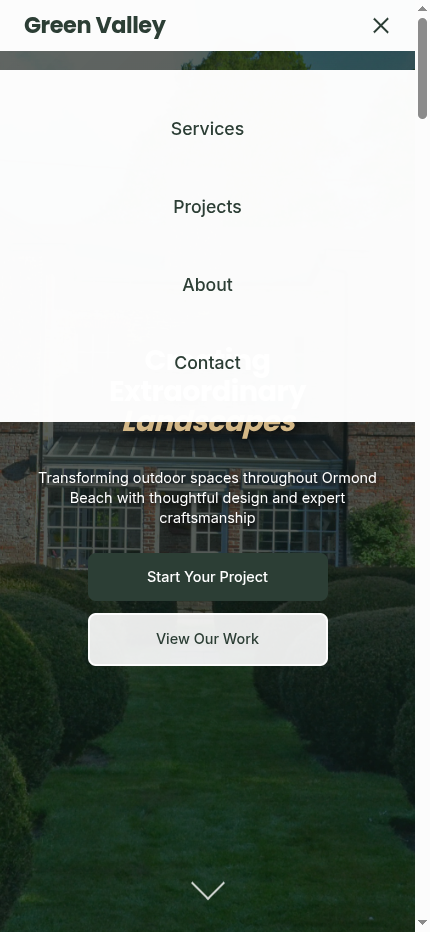 Green Valley
Services
Projects
About
Contact
Extraordinary
Landscapes
Transforming outdoor spaces throughout Ormond
Beach with thoughtful design and expert
craftsmanship
Start Your Project
View Our Work